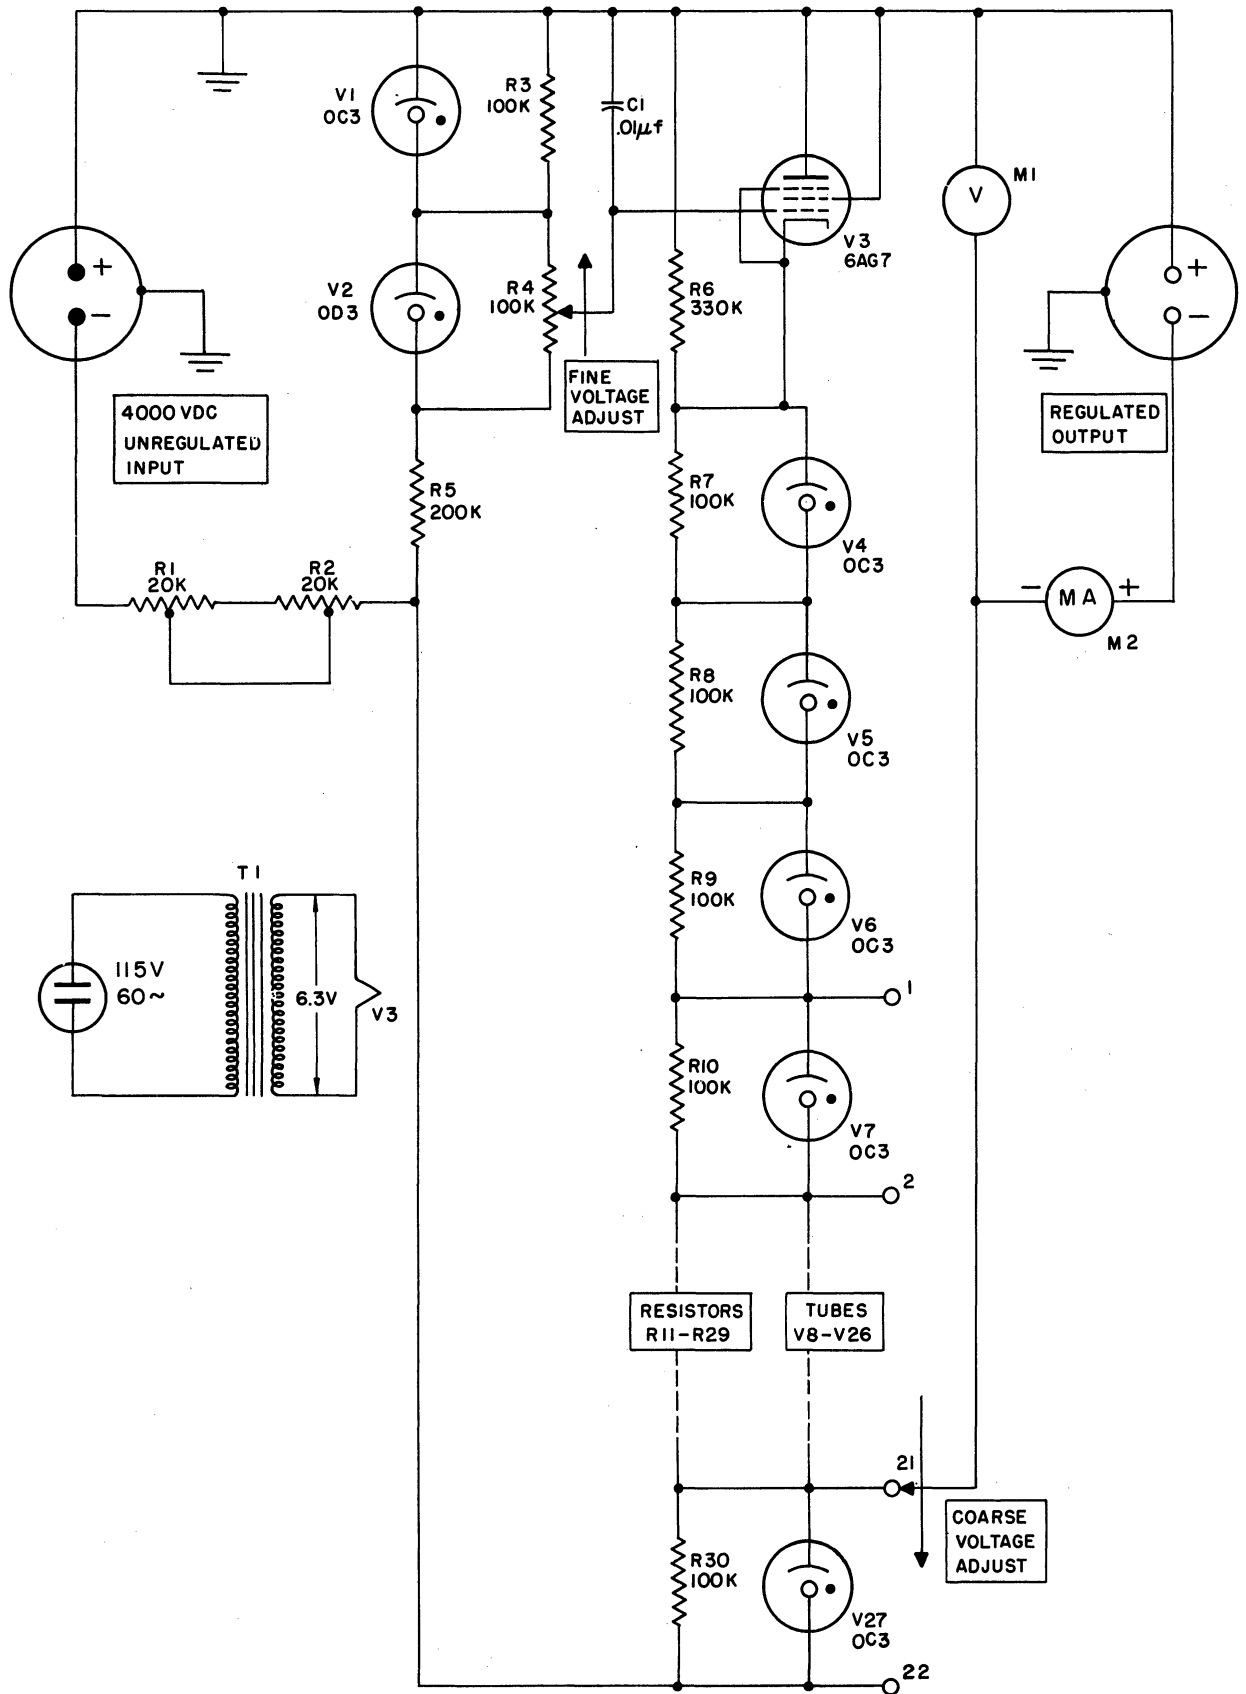 V1
OC3
R3
100K
C1
.01µf
V3
6AG7
V
M1
+
−
V2
OD3
R4
100K
R6
330K
+
−
4000 VDC
UNREGULATED
INPUT
FINE
VOLTAGE
ADJUST
REGULATED
OUTPUT
R5
200K
R7
100K
V4
OC3
R1
20K
R2
20K
− MA +
M2
R8
100K
V5
OC3
T1
R9
100K
V6
OC3
115V
60~
6.3V
V3
1
R10
100K
V7
OC3
2
RESISTORS
R11-R29
TUBES
V8-V26
21
COARSE
VOLTAGE
ADJUST
R30
100K
V27
OC3
22